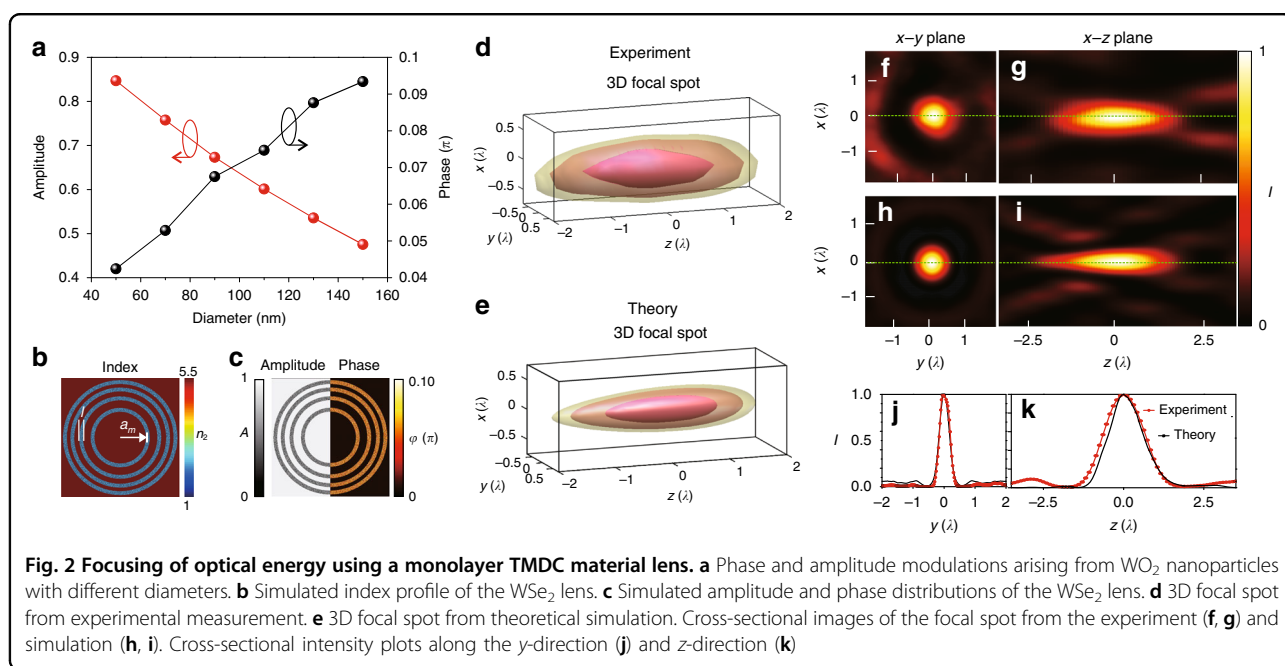 a
0.9
0.8
0.7
0.6
0.5
0.4
Amplitude
0.1
0.09
0.08
0.07
0.06
0.05
0.04
Phase (π)
40 60 80 100 120 140 160
Diameter (nm)
b
Index
l
a_m
5.5
n₂
1
c
Amplitude Phase
1
A
0
0.10
φ (π)
0.00
d
Experiment
3D focal spot
0.5
0
−0.5
x (λ)
−0.5
0.5
y (λ)
−2 −1 0 1 2
z (λ)
e
Theory
3D focal spot
0.5
0
−0.5
x (λ)
−0.5
0.5
y (λ)
−2 −1 0 1 2
z (λ)
x–y plane x–z plane
f g
1
0
−1
x (λ)
h i
1
0
−1
x (λ)
−1 0 1
y (λ)
−2.5 0 2.5
z (λ)
1
I
0
j k
I
1.0
0.5
0.0
−2 −1 0 1 2
y (λ)
−2.5 0.0 2.5
z (λ)
Experiment
Theory
Fig. 2 Focusing of optical energy using a monolayer TMDC material lens. a Phase and amplitude modulations arising from WO₂ nanoparticles
with different diameters. b Simulated index profile of the WSe₂ lens. c Simulated amplitude and phase distributions of the WSe₂ lens. d 3D focal spot
from experimental measurement. e 3D focal spot from theoretical simulation. Cross-sectional images of the focal spot from the experiment (f, g) and
simulation (h, i). Cross-sectional intensity plots along the y-direction (j) and z-direction (k)